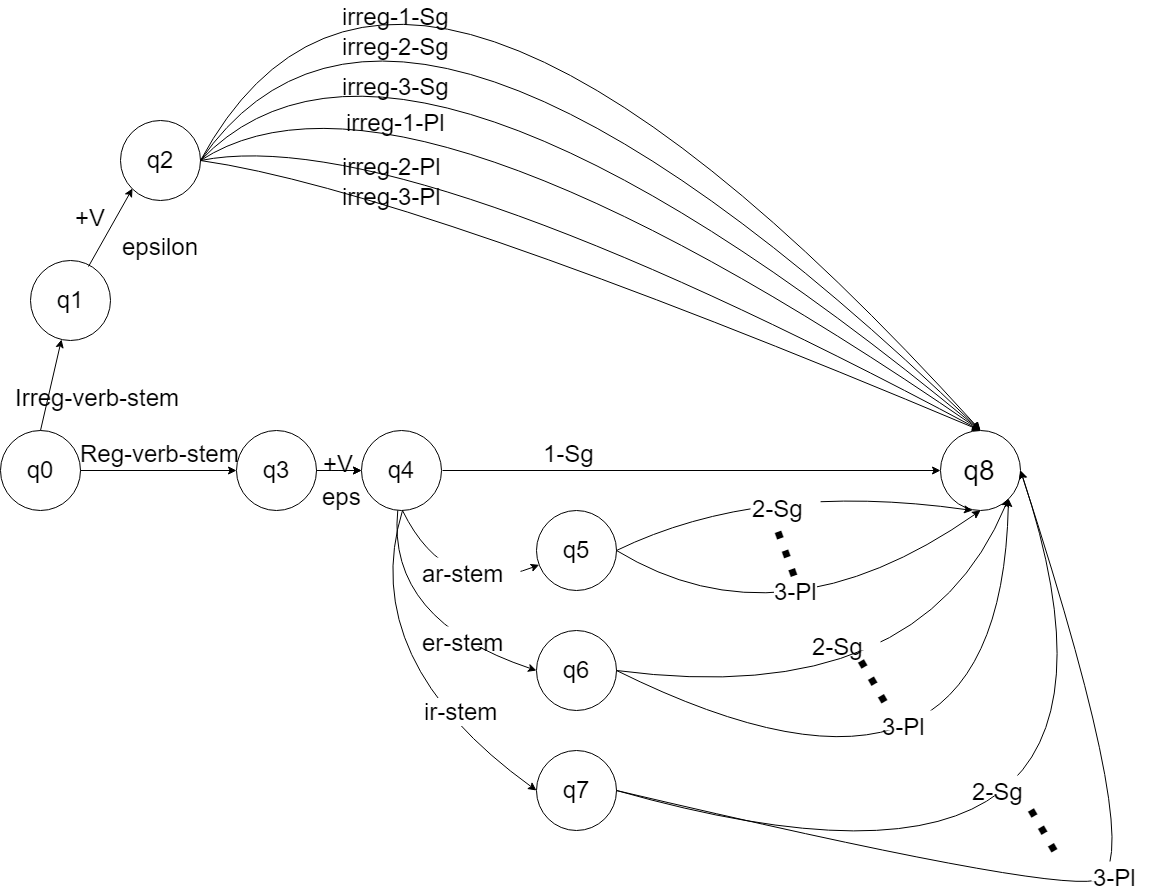 irreg-1-Sg
irreg-2-Sg
irreg-3-Sg
irreg-1-Pl
q2
irreg-2-Pl
irreg-3-Pl
+V
epsilon
q1
Irreg-verb-stem
Reg-verb-stem
1-Sg
q0
q3
+V
q4
q8
eps
2-Sg
q5
ar-stem
3-Pl
er-stem
2-Sg
q6
ir-stem
3-Pl
q7
2-Sg
3-Pl